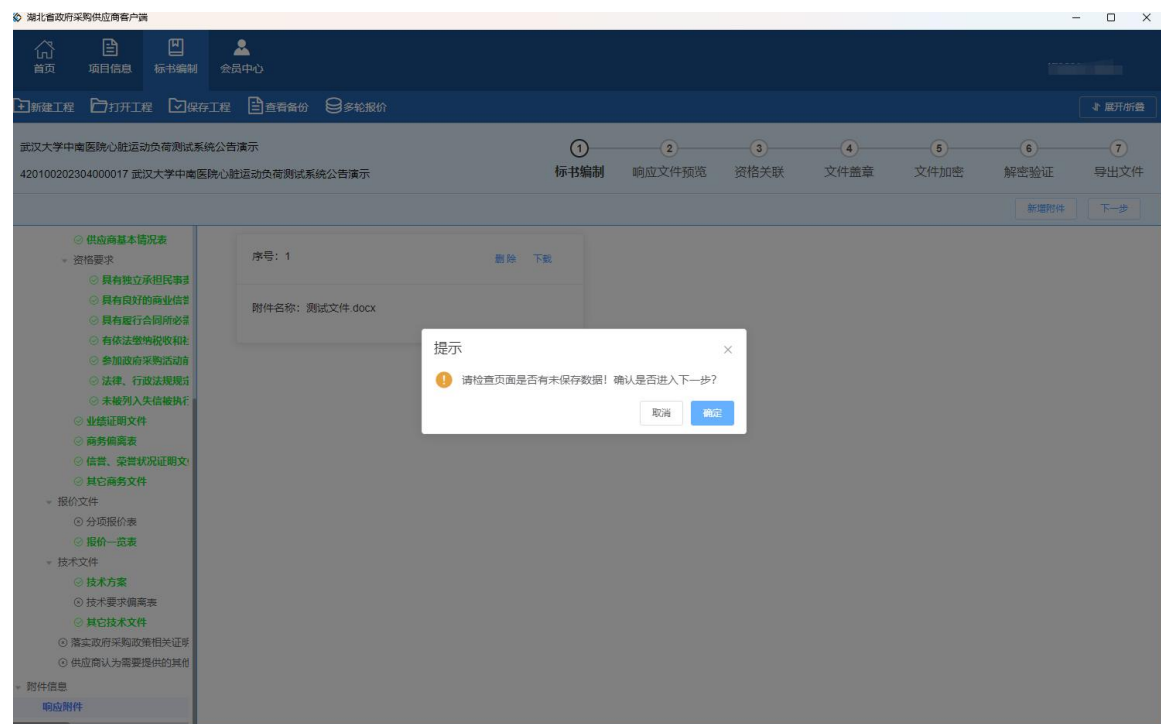 湖北省政府采购供应商客户端
首页 项目信息 标书编制 会员中心
新建工程 打开工程 保存工程 查看备份 多轮报价 展开/折叠
武汉大学中南医院心脏运动负荷测试系统公告演示
420100202304000017 武汉大学中南医院心脏运动负荷测试系统公告演示
1 2 3 4 5 6 7
标书编制 响应文件预览 资格关联 文件盖章 文件加密 解密验证 导出文件
新增附件 下一步
供应商基本情况表
资格要求
具有独立承担民事
具有良好的商业信誉
具有履行合同所必需
有依法缴纳税收和社
参加政府采购活动前
法律、行政法规规定
未被列入失信被执行
业绩证明文件
商务偏离表
信誉、荣誉状况证明文
其它商务文件
报价文件
分项报价表
报价一览表
技术文件
技术方案
技术要求偏离表
其它技术文件
落实政府采购政策相关证明
供应商认为需要提供的其他
附件信息
响应附件
序号：1 删除 下载
附件名称：测试文件.docx
提示
请检查页面是否有未保存数据！确认是否进入下一步?
取消 确定